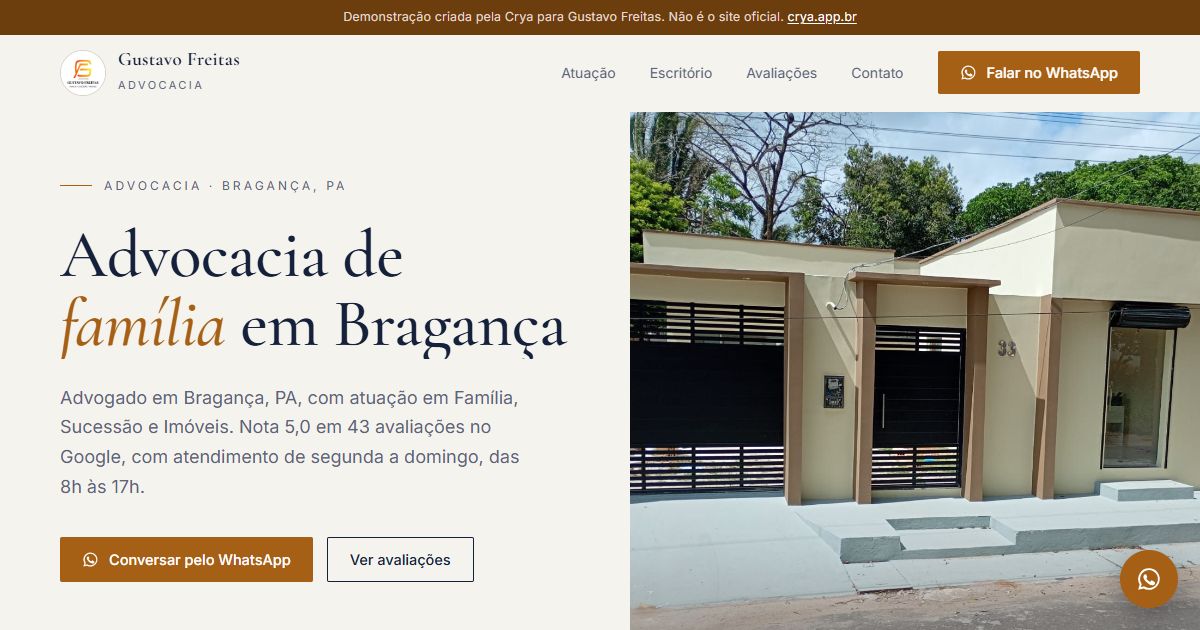 Demonstração criada pela Crya para Gustavo Freitas. Não é o site oficial. crya.app.br
GUSTAVO FREITAS
Gustavo Freitas
ADVOCACIA
Atuação
Escritório
Avaliações
Contato
Falar no WhatsApp
ADVOCACIA · BRAGANÇA, PA
Advocacia de
família em Bragança
Advogado em Bragança, PA, com atuação em Família,
Sucessão e Imóveis. Nota 5,0 em 43 avaliações no
Google, com atendimento de segunda a domingo, das
8h às 17h.
Conversar pelo WhatsApp
Ver avaliações
33